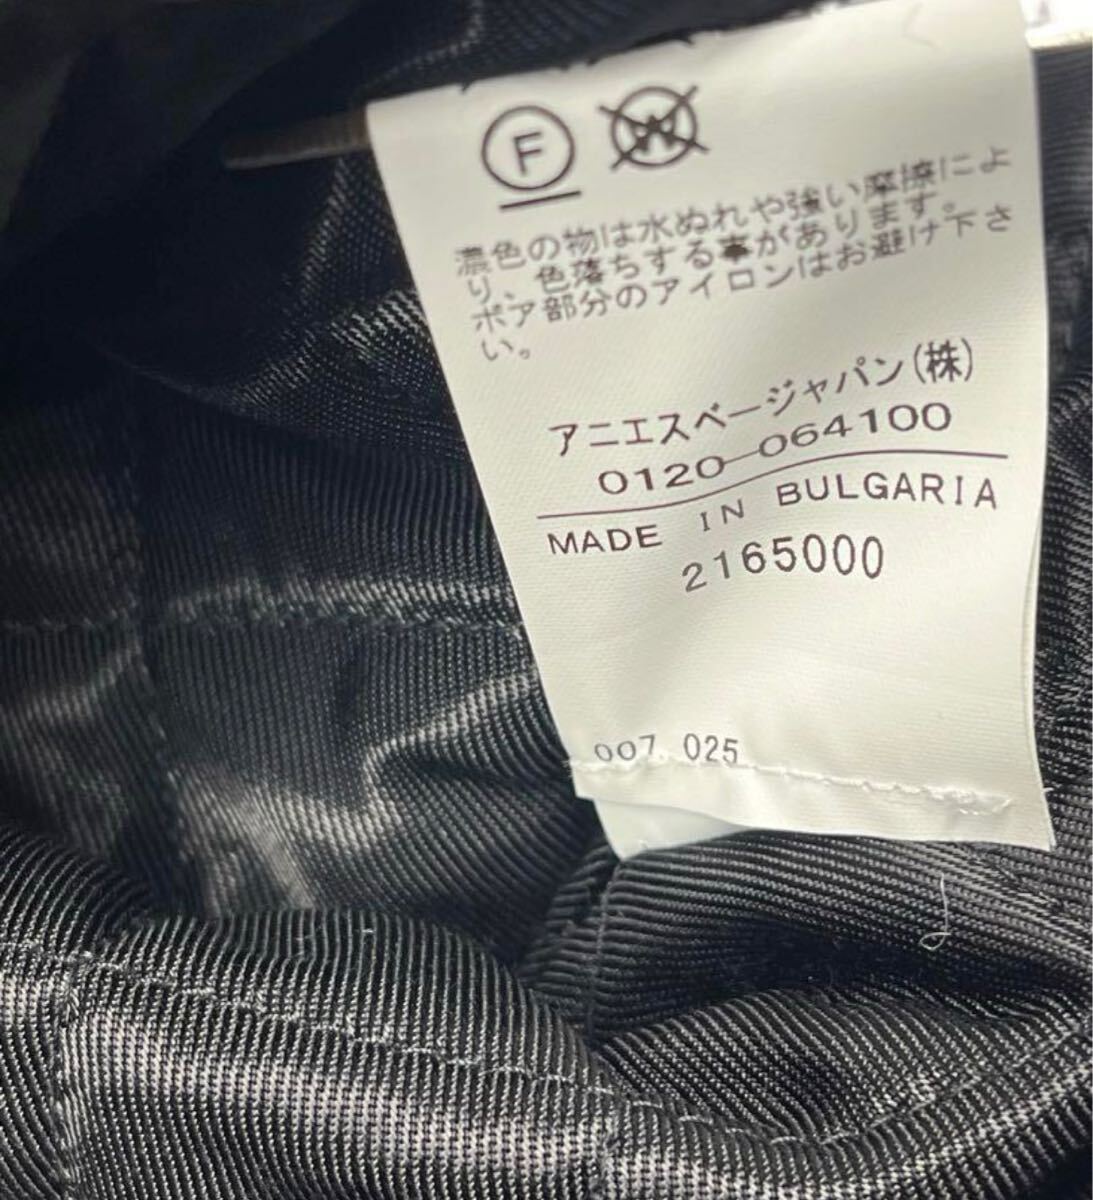 F W
濃色の物は水ぬれや強い摩擦によ
り、色落ちする事があります。
ボア部分のアイロンはお避け下さ
い。
アニエスベージャパン(株)
0120-064100
MADE IN BULGARIA
2165000
007 025